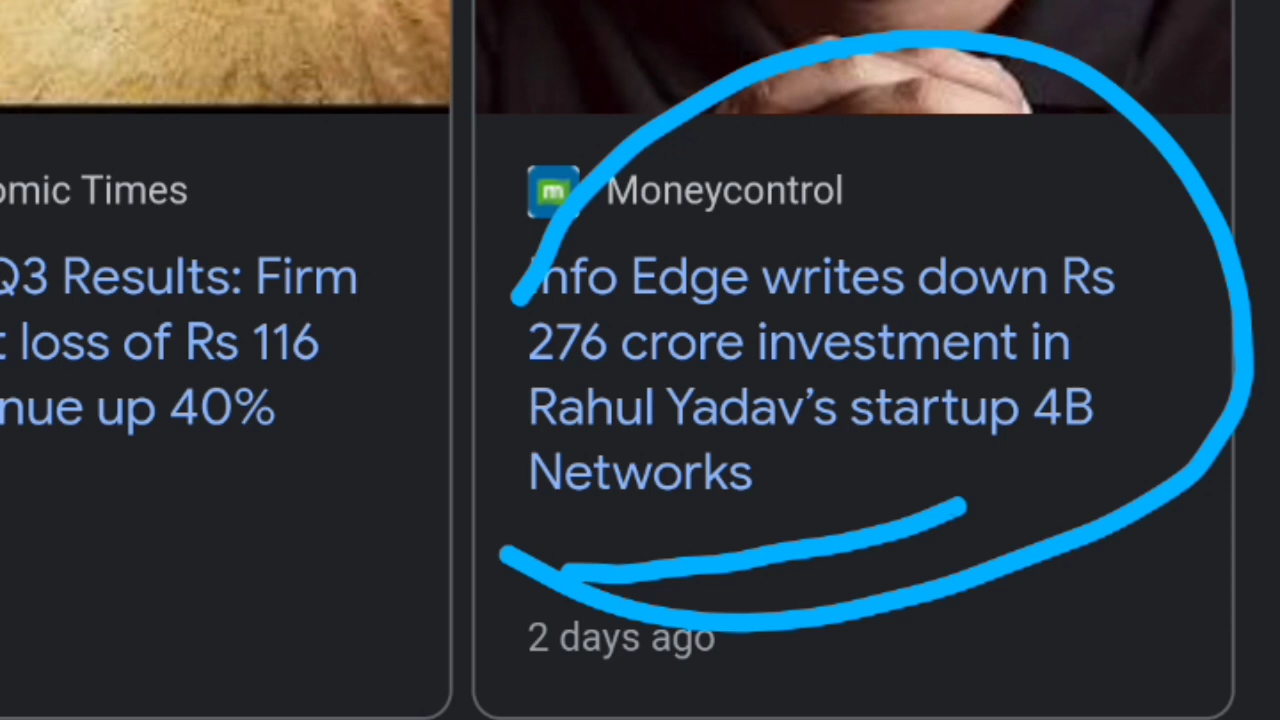 omic Times
Q3 Results: Firm
t loss of Rs 116
nue up 40%
m
Moneycontrol
Info Edge writes down Rs
276 crore investment in
Rahul Yadav’s startup 4B
Networks
2 days ago